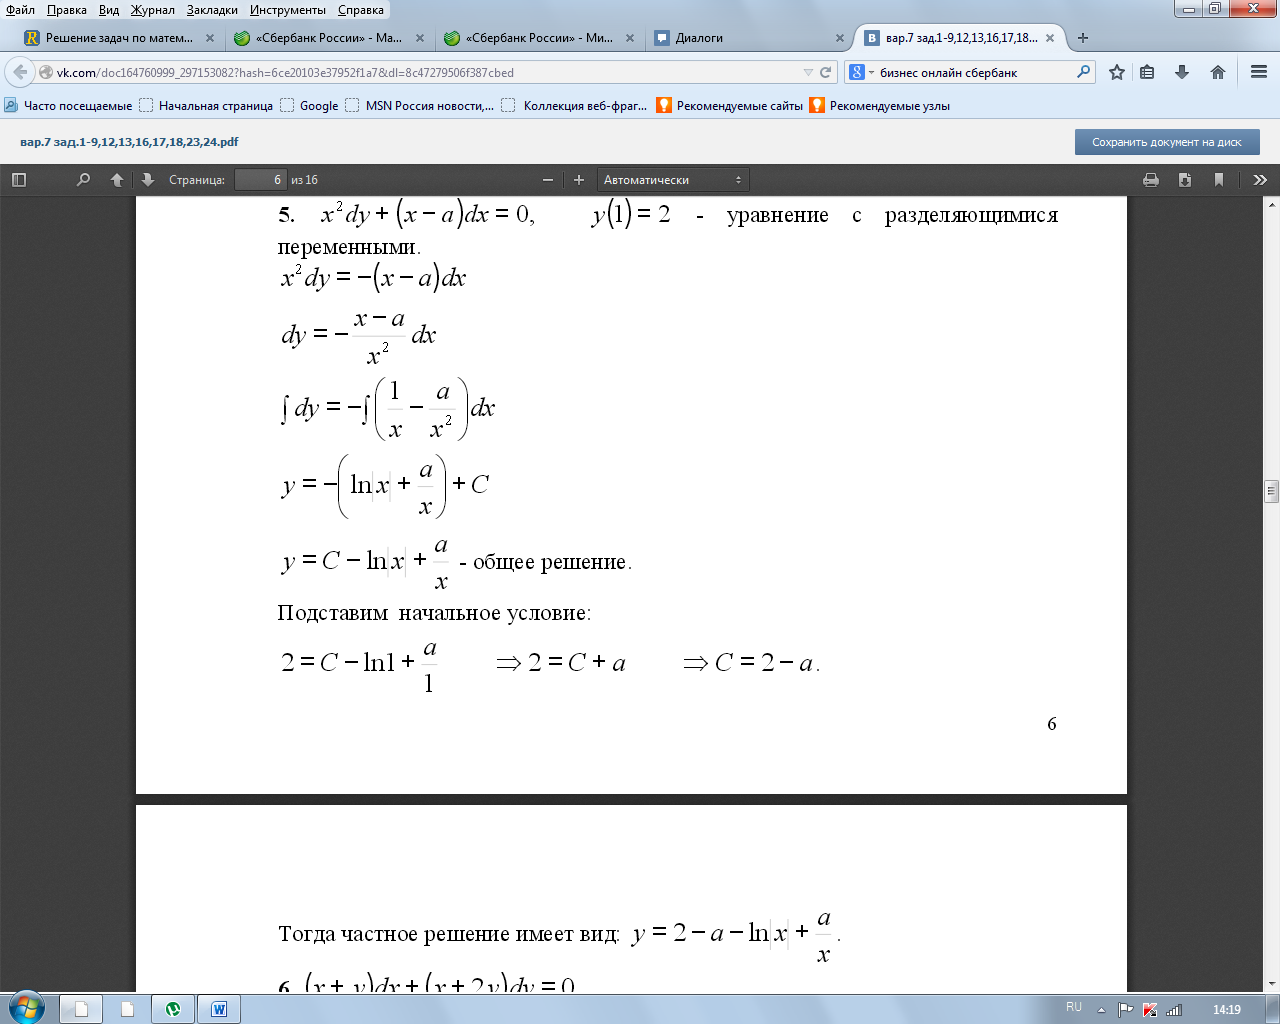 Файл Правка Вид Журнал Закладки Инструменты Справка
Решение задач по матем... «Сбербанк России» - Ма... «Сбербанк России» - Ми... Диалоги вар.7 зад.1-9,12,13,16,17,18...
vk.com/doc164760999_297153082?hash=6ce20103e37952f1a7&dl=8c47279506f387cbed бизнес онлайн сбербанк
Часто посещаемые Начальная страница Google MSN Россия новости,... Коллекция веб-фраг... Рекомендуемые сайты Рекомендуемые узлы
вар.7 зад.1-9,12,13,16,17,18,23,24.pdf Сохранить документ на диск
Страница: 6 из 16 Автоматически
5. x²dy + (x − a)dx = 0, y(1) = 2 - уравнение с разделяющимися
переменными.
x²dy = −(x − a)dx
dy = −(x − a)/x² dx
∫dy = −∫(1/x − a/x²)dx
y = −(ln|x| + a/x) + C
y = C − ln|x| + a/x - общее решение.
Подставим начальное условие:
2 = C − ln1 + a/1 ⇒ 2 = C + a ⇒ C = 2 − a.
6
Тогда частное решение имеет вид: y = 2 − a − ln|x| + a/x.
6. (x + y)dx + (x + 2y)dy = 0
RU 14:19